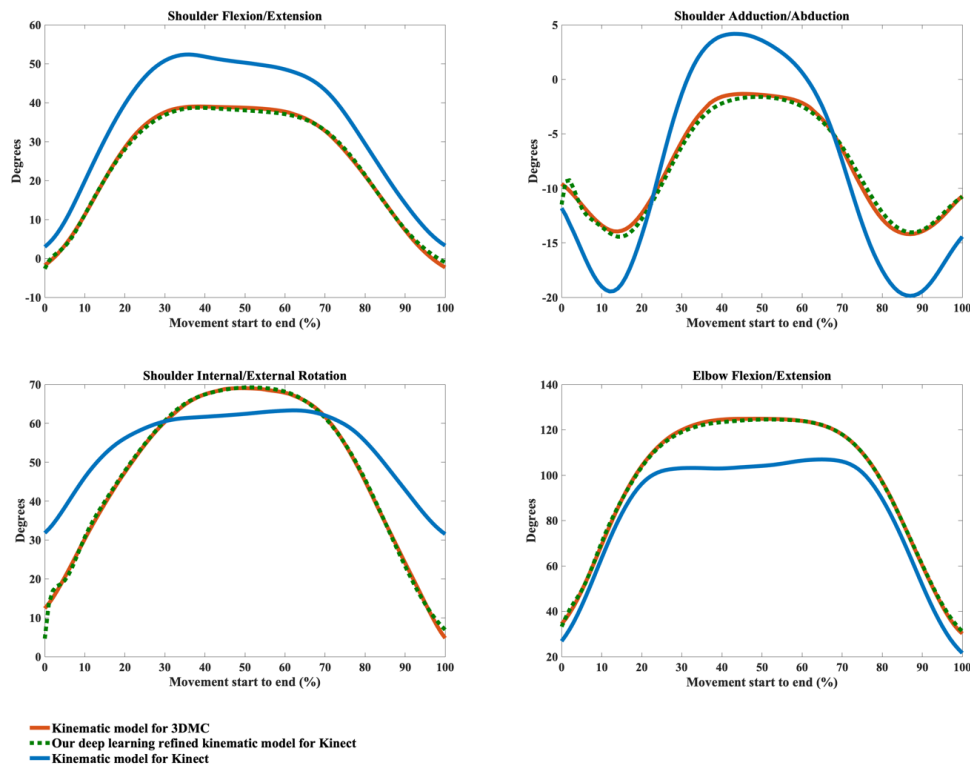 Shoulder Flexion/Extension
60
50
40
30
20
10
0
-10
Degrees
0 10 20 30 40 50 60 70 80 90 100
Movement start to end (%)
Shoulder Adduction/Abduction
5
0
-5
-10
-15
-20
Degrees
0 10 20 30 40 50 60 70 80 90 100
Movement start to end (%)
Shoulder Internal/External Rotation
70
60
50
40
30
20
10
0
Degrees
0 10 20 30 40 50 60 70 80 90 100
Movement start to end (%)
Elbow Flexion/Extension
140
120
100
80
60
40
20
Degrees
0 10 20 30 40 50 60 70 80 90 100
Movement start to end (%)
Kinematic model for 3DMC
Our deep learning refined kinematic model for Kinect
Kinematic model for Kinect